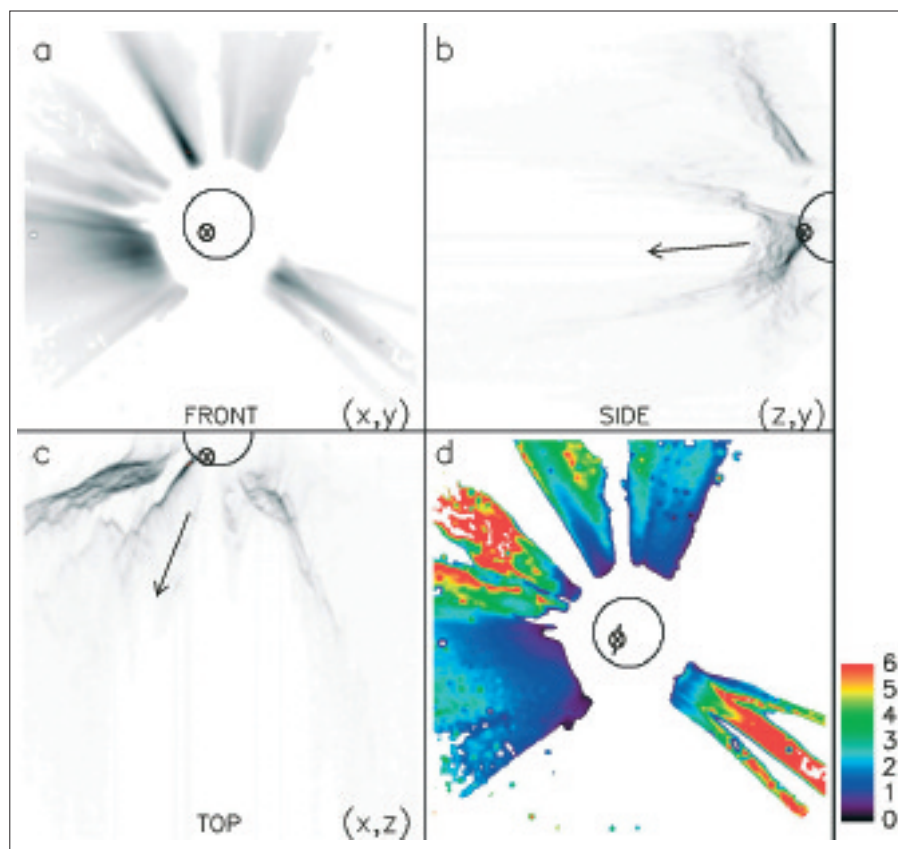 a
FRONT (x,y)
b
SIDE (z,y)
c
TOP (x,z)
d
6
5
4
3
2
1
0